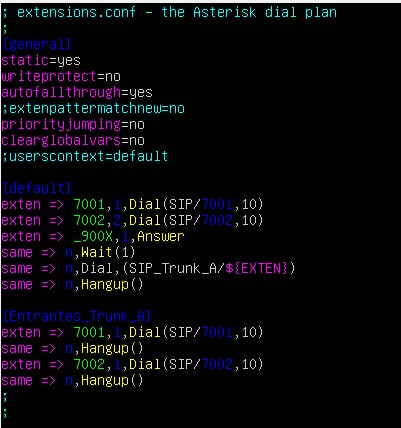 ; extensions.conf - the Asterisk dial plan
;
[general]
static=yes
writeprotect=no
autofallthrough=yes
;extenpattermatchnew=no
priorityjumping=no
clearglobalvars=no
;userscontext=default
[default]
exten => 7001,1,Dial(SIP/7001,10)
exten => 7002,2,Dial(SIP/7002,10)
exten => _900X,1,Answer
same => n,Wait(1)
same => n,Dial,(SIP_Trunk_A/${EXTEN})
same => n,Hangup()
[Entrantes_Trunk_A]
exten => 7001,1,Dial(SIP/7001,10)
same => n,Hangup()
exten => 7002,1,Dial(SIP/7002,10)
same => n,Hangup()
;
;